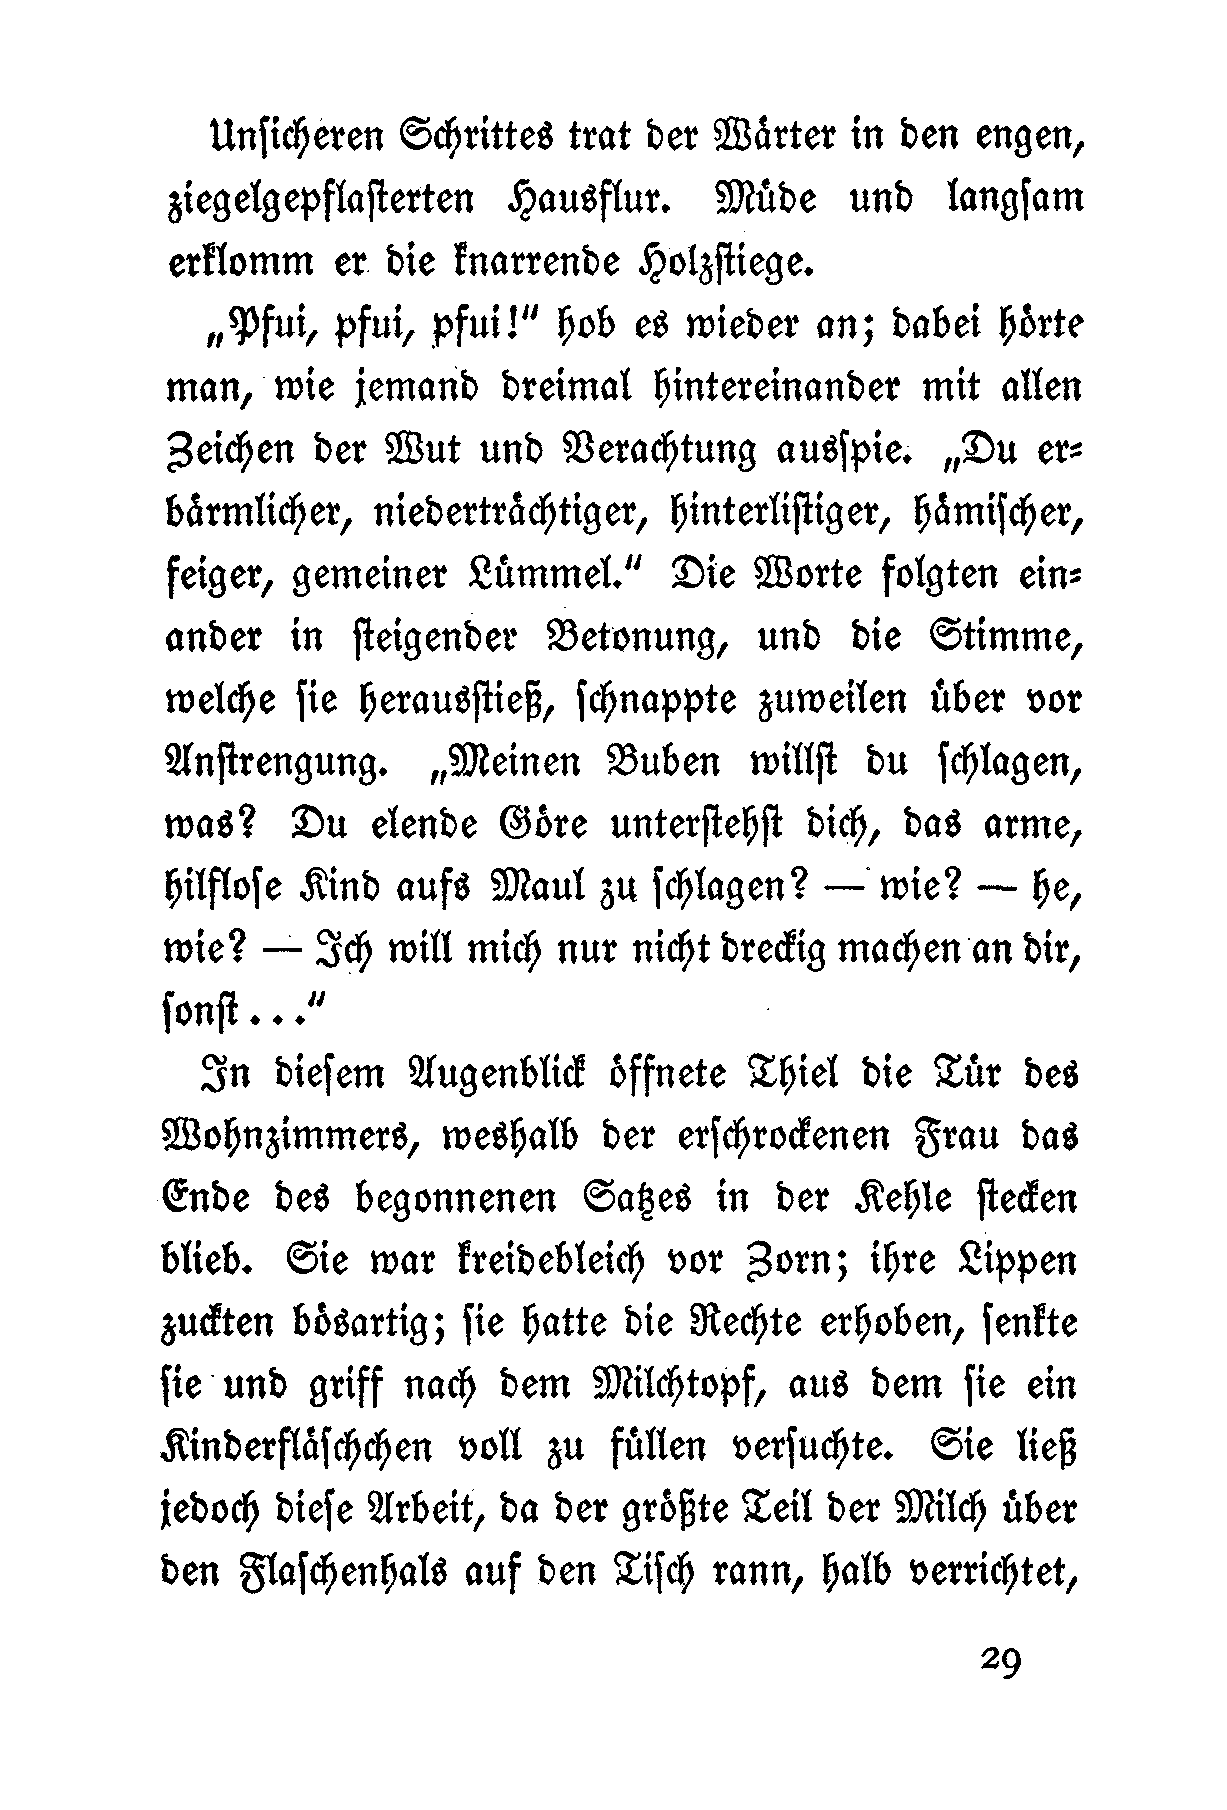 Unſicheren Schrittes trat der Wärter in den engen,
ziegelgepflaſterten Hausflur. Müde und langſam
erklomm er die knarrende Holzſtiege.
„Pfui, pfui, pfui!“ hob es wieder an; dabei hörte
man, wie jemand dreimal hintereinander mit allen
Zeichen der Wut und Verachtung ausſpie. „Du er-
bärmlicher, niederträchtiger, hinterliſtiger, hämiſcher,
feiger, gemeiner Lümmel.“ Die Worte folgten ein-
ander in ſteigender Betonung, und die Stimme,
welche ſie herausſtieß, ſchnappte zuweilen über vor
Anſtrengung. „Meinen Buben willſt du ſchlagen,
was? Du elende Göre unterſtehſt dich, das arme,
hilfloſe Kind aufs Maul zu ſchlagen? — wie? — he,
wie? — Ich will mich nur nicht dreckig machen an dir,
ſonſt . . .“
In dieſem Augenblick öffnete Thiel die Tür des
Wohnzimmers, weshalb der erſchrockenen Frau das
Ende des begonnenen Satzes in der Kehle ſtecken
blieb. Sie war kreidebleich vor Zorn; ihre Lippen
zuckten bösartig; ſie hatte die Rechte erhoben, ſenkte
ſie und griff nach dem Milchtopf, aus dem ſie ein
Kinderfläſchchen voll zu füllen verſuchte. Sie ließ
jedoch dieſe Arbeit, da der größte Teil der Milch über
den Flaſchenhals auf den Tiſch rann, halb verrichtet,
29